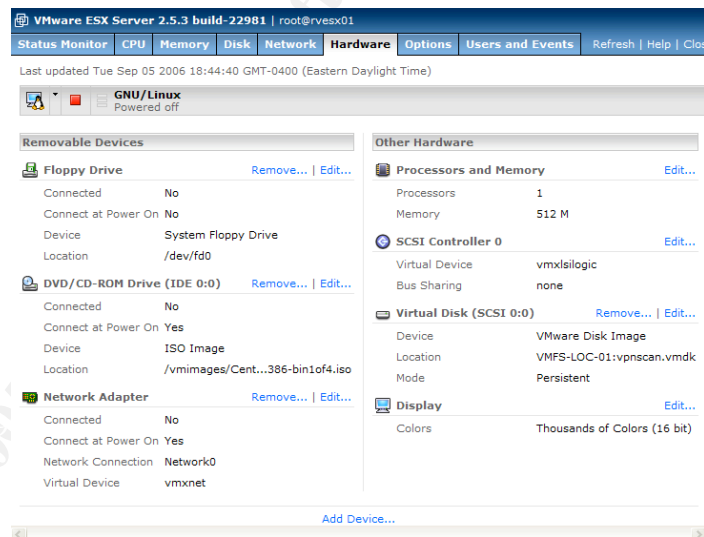 VMware ESX Server 2.5.3 build-22981 | root@rvesx01
Status Monitor CPU Memory Disk Network Hardware Options Users and Events Refresh | Help | Clos
Last updated Tue Sep 05 2006 18:44:40 GMT-0400 (Eastern Daylight Time)
GNU/Linux
Powered off
Removable Devices
Floppy Drive Remove... | Edit...
Connected No
Connect at Power On No
Device System Floppy Drive
Location /dev/fd0
DVD/CD-ROM Drive (IDE 0:0) Remove... | Edit...
Connected No
Connect at Power On Yes
Device ISO Image
Location /vmimages/Cent...386-bin1of4.iso
Network Adapter Remove... | Edit...
Connected No
Connect at Power On Yes
Network Connection Network0
Virtual Device vmxnet
Other Hardware
Processors and Memory Edit...
Processors 1
Memory 512 M
SCSI Controller 0 Edit...
Virtual Device vmxlsilogic
Bus Sharing none
Virtual Disk (SCSI 0:0) Remove... | Edit...
Device VMware Disk Image
Location VMFS-LOC-01:vpnscan.vmdk
Mode Persistent
Display Edit...
Colors Thousands of Colors (16 bit)
Add Device...